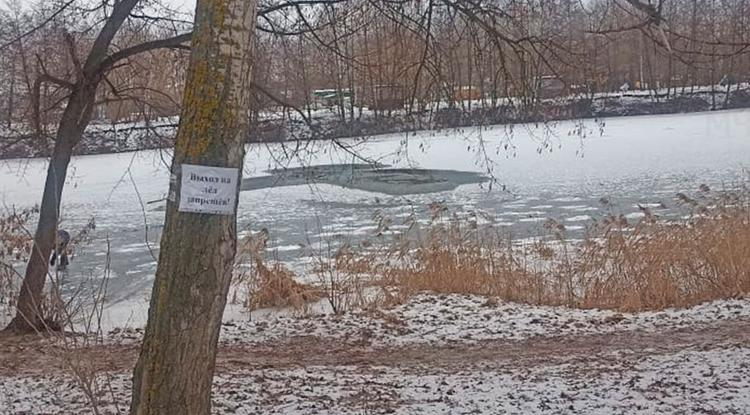 Выход на
лёд
запрещён!